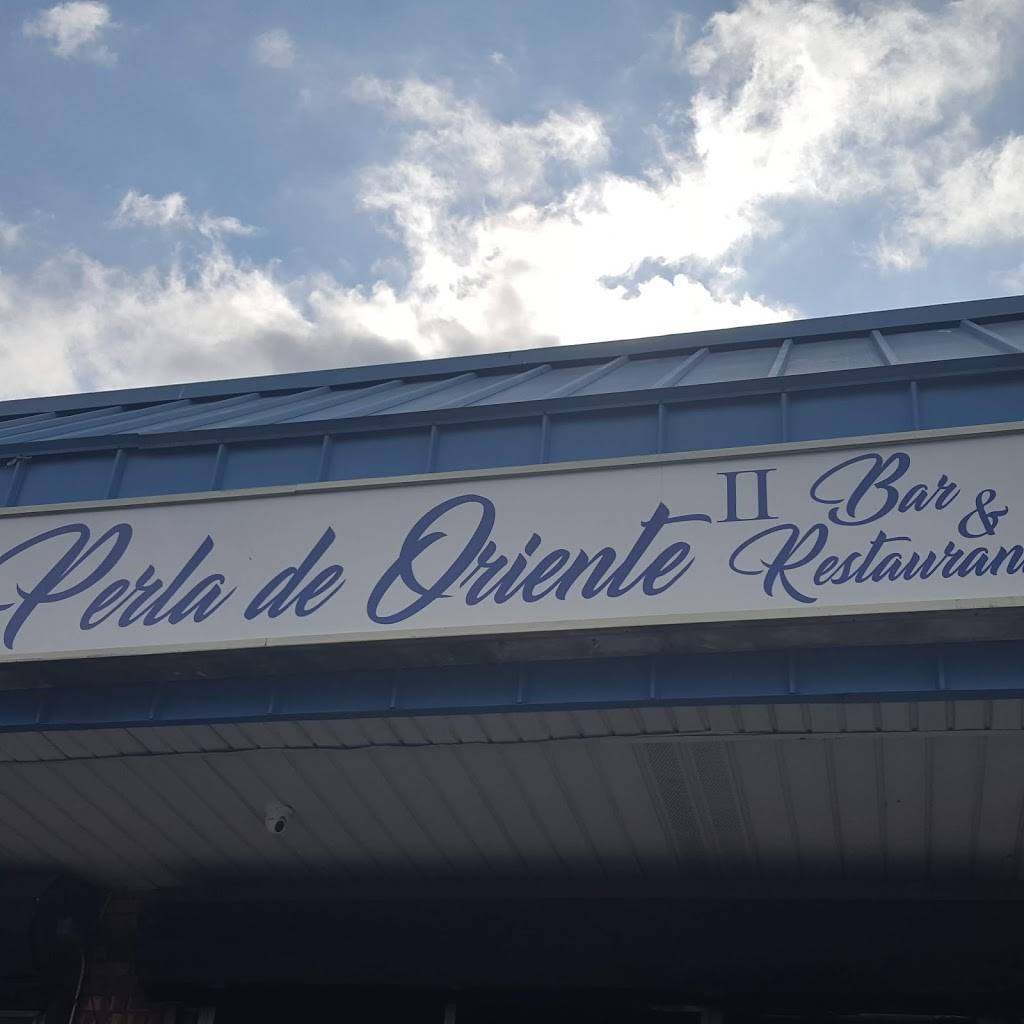 Perla de Oriente II Bar &
Restauran